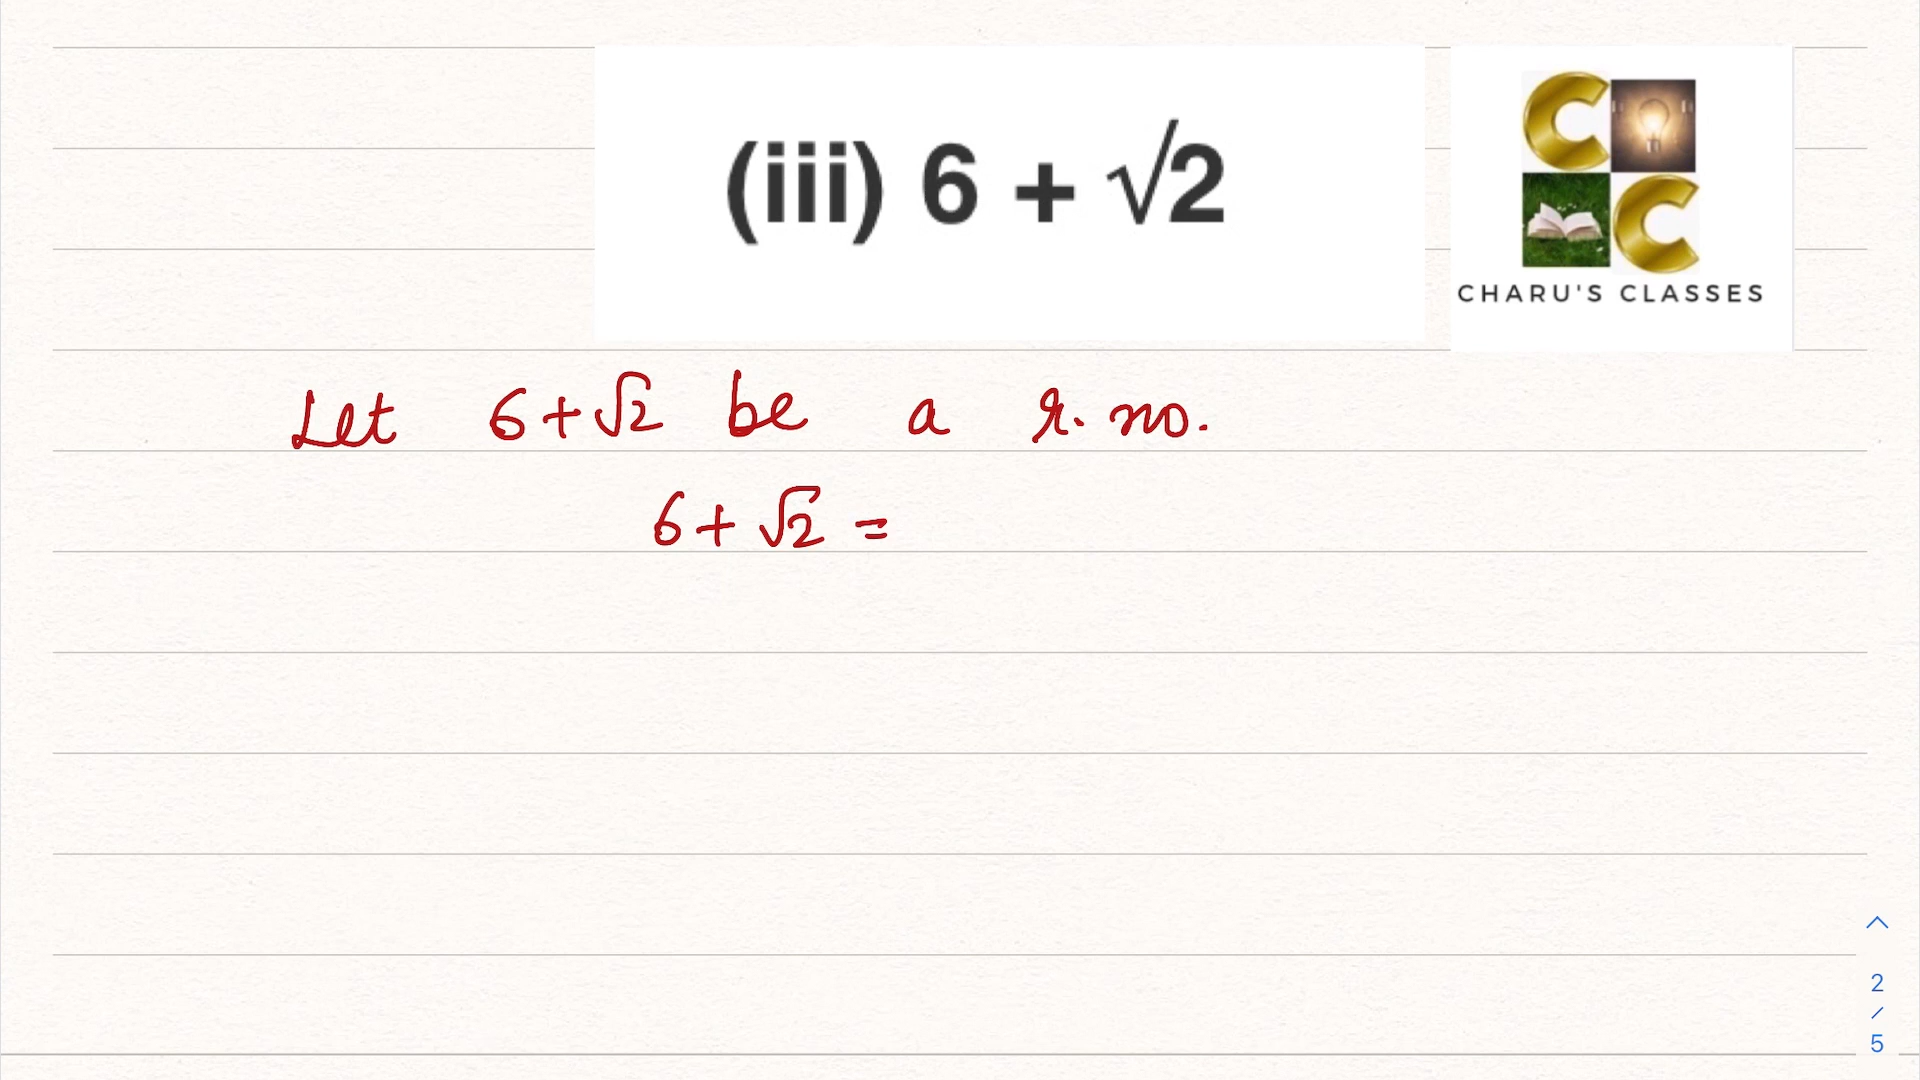 (iii) 6 + √2
CHARU'S CLASSES
Let 6+√2 be a r. no.
6+√2 =
2
/
5